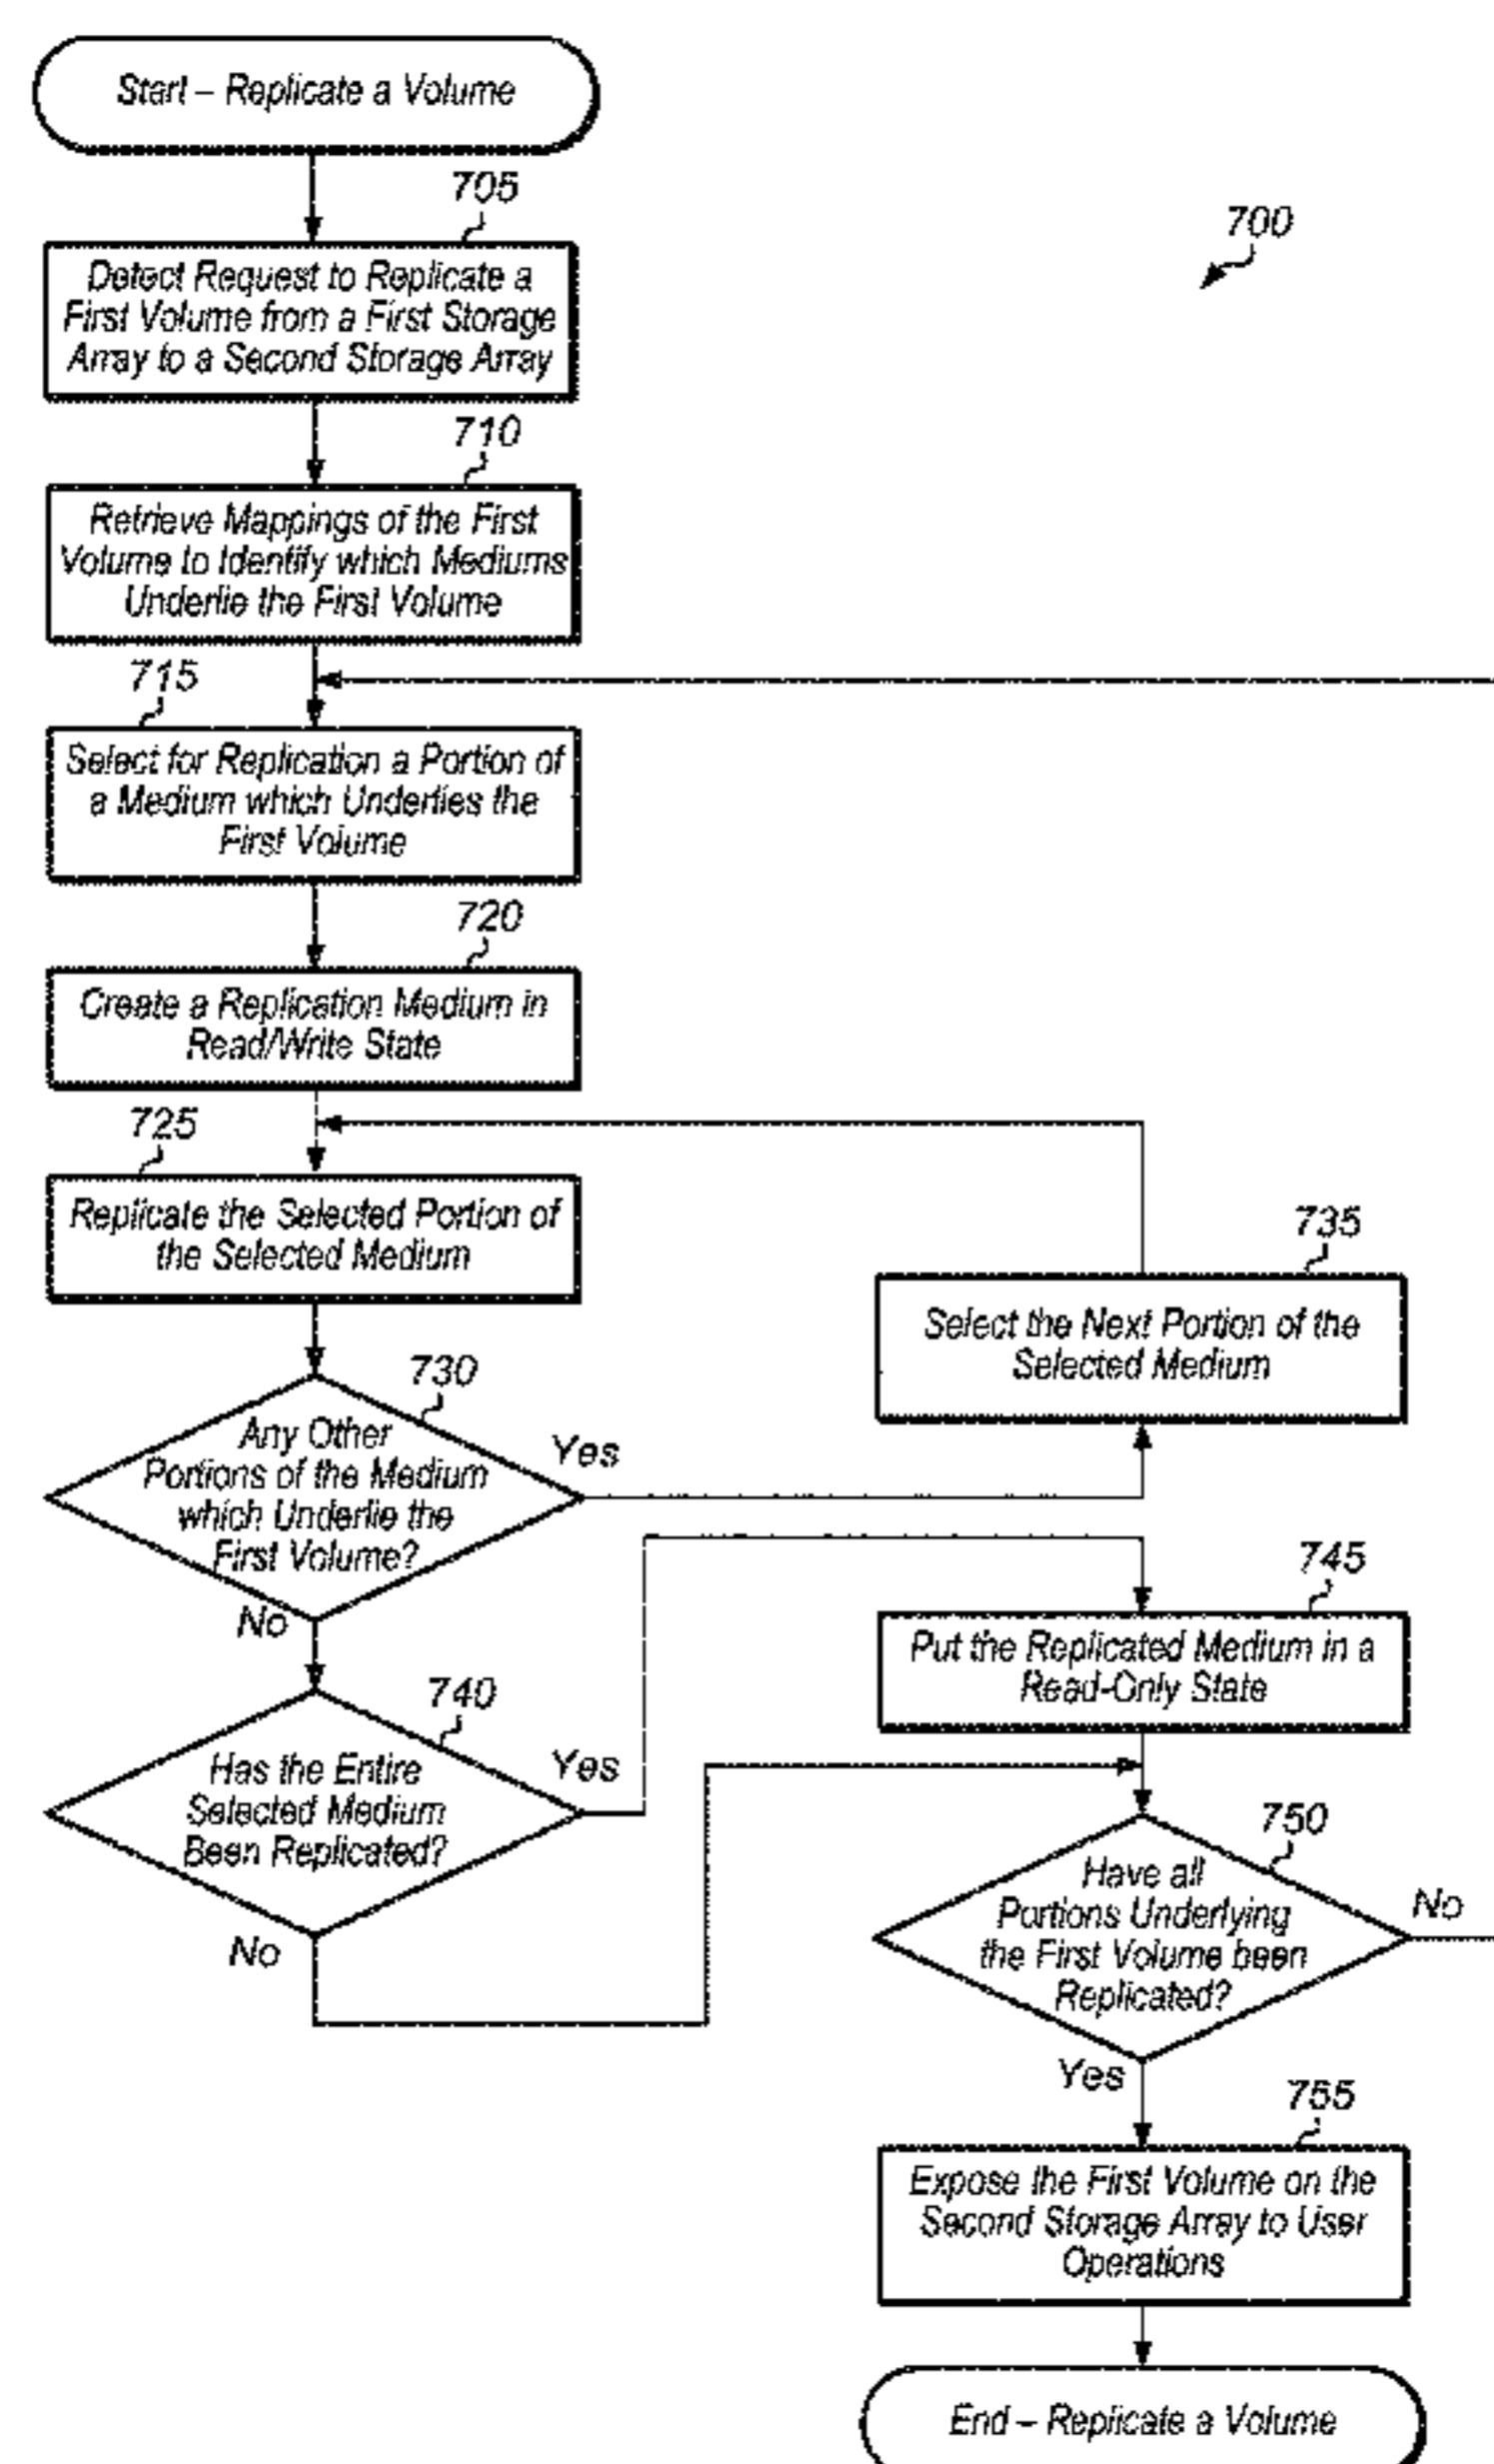 Start – Replicate a Volume
705
700
Detect Request to Replicate a
First Volume from a First Storage
Array to a Second Storage Array
710
Retrieve Mappings of the First
Volume to Identify which Mediums
Underlie the First Volume
715
Select for Replication a Portion of
a Medium which Underlies the
First Volume
720
Create a Replication Medium in
Read/Write State
725
Replicate the Selected Portion of
the Selected Medium
735
Select the Next Portion of the
Selected Medium
730
Any Other
Portions of the Medium
which Underlie the
First Volume?
Yes
No
740
Has the Entire
Selected Medium
Been Replicated?
Yes
No
745
Put the Replicated Medium in a
Read-Only State
750
Have all
Portions Underlying
the First Volume been
Replicated?
No
Yes
755
Expose the First Volume on the
Second Storage Array to User
Operations
End – Replicate a Volume